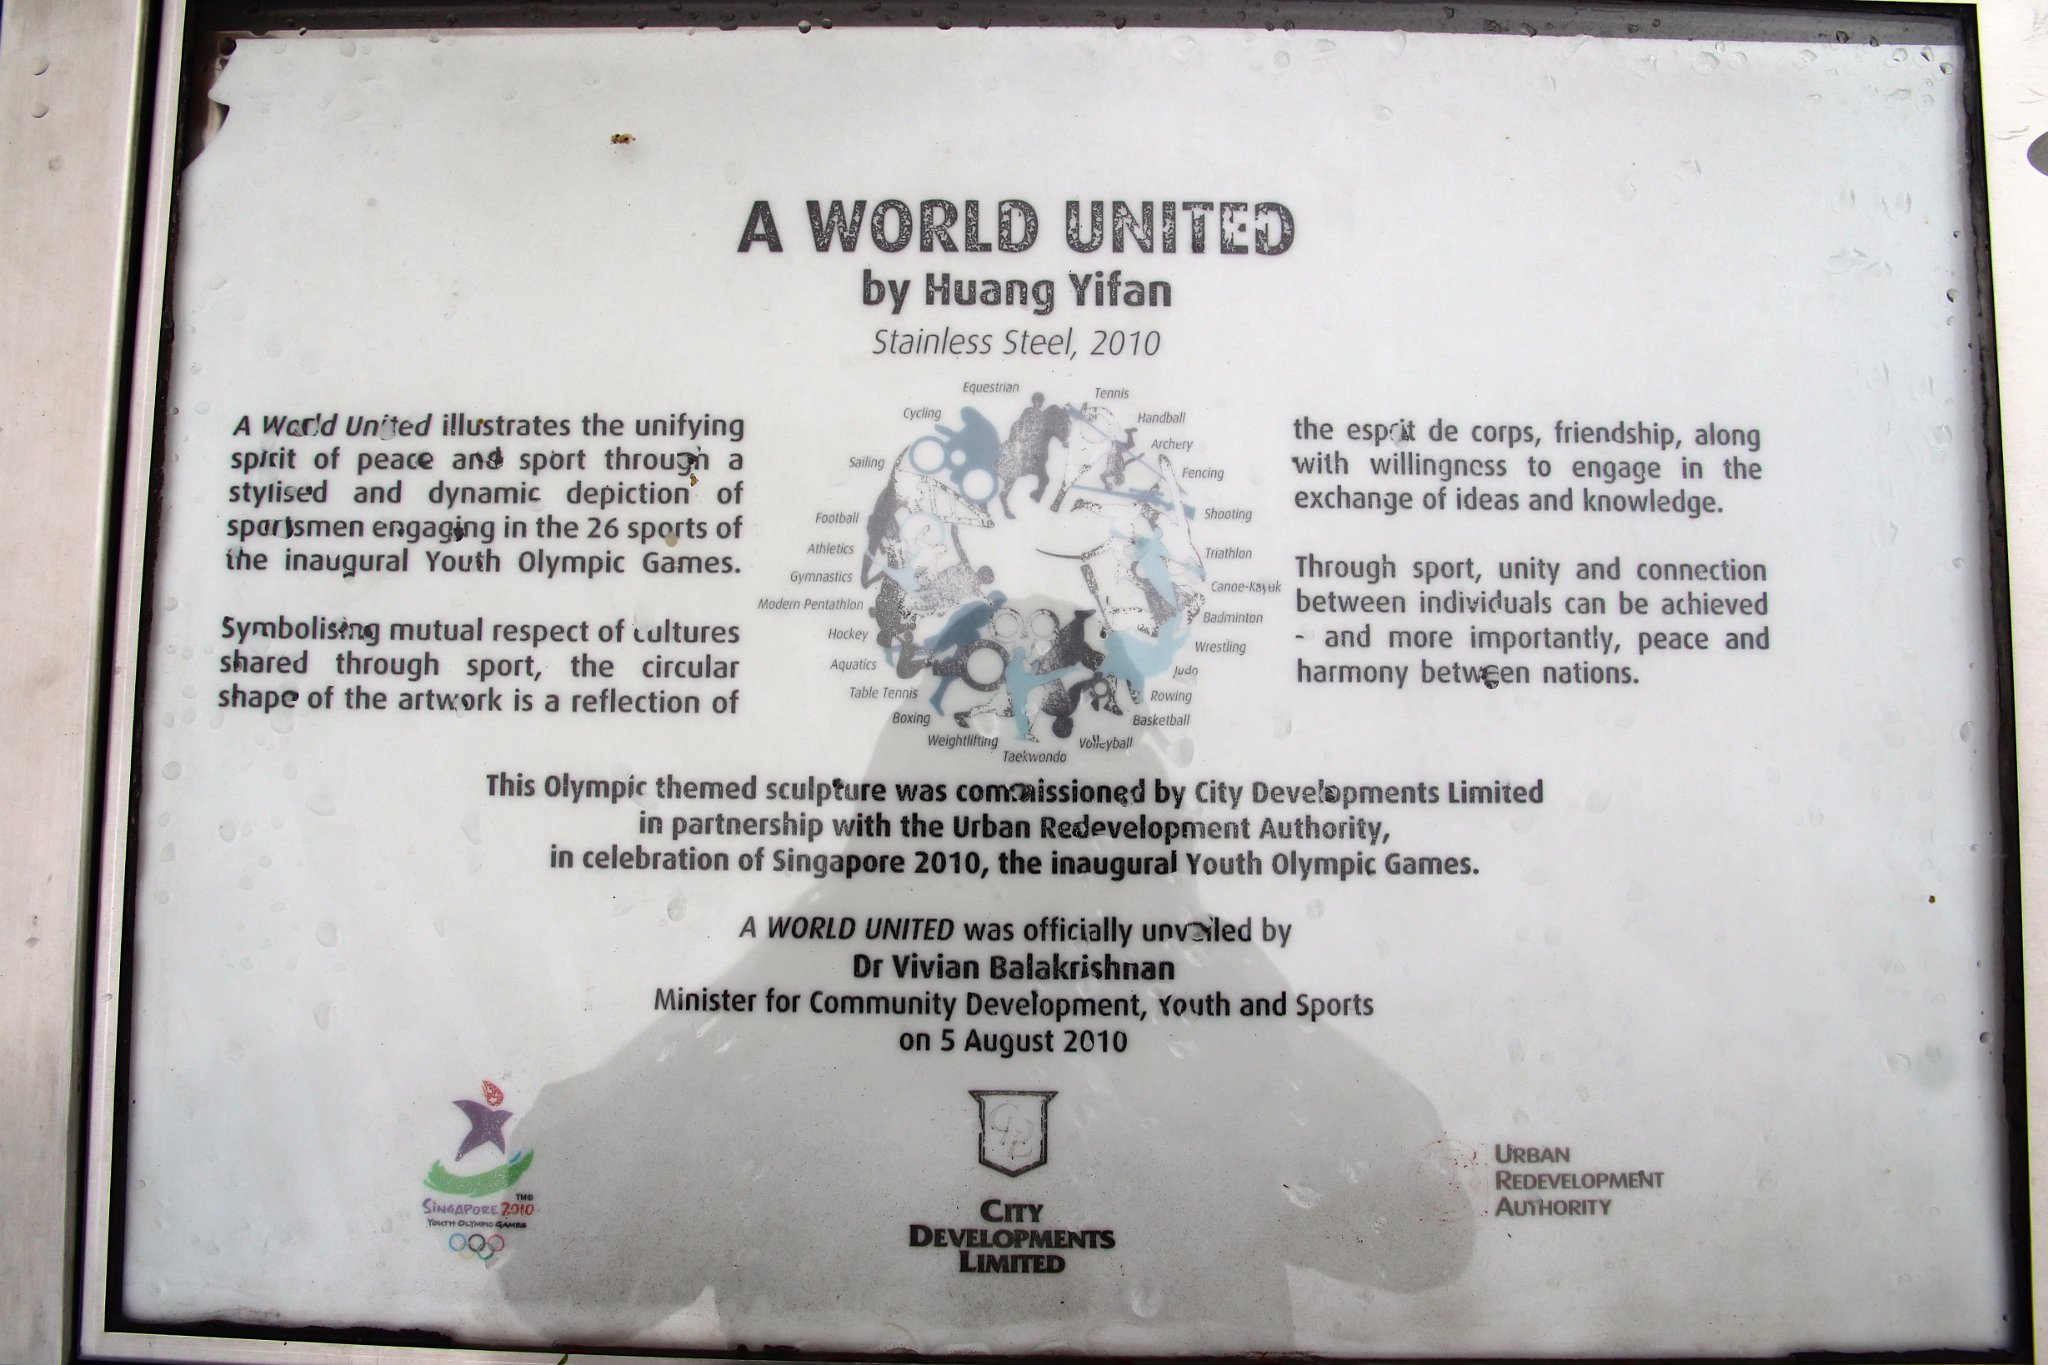 A WORLD UNITED
by Huang Yifan
Stainless Steel, 2010
A World United illustrates the unifying
spirit of peace and sport through a
stylised and dynamic depiction of
sportsmen engaging in the 26 sports of
the inaugural Youth Olympic Games.
Symbolising mutual respect of cultures
shared through sport, the circular
shape of the artwork is a reflection of
Equestrian
Cycling
Sailing
Football
Athletics
Gymnastics
Modern Pentathlon
Hockey
Aquatics
Table Tennis
Boxing
Weightlifting
Taekwondo
Tennis
Handball
Archery
Fencing
Shooting
Triathlon
Canoe-Kayak
Badminton
Wrestling
Judo
Rowing
Basketball
Volleyball
the esprit de corps, friendship, along
with willingness to engage in the
exchange of ideas and knowledge.
Through sport, unity and connection
between individuals can be achieved
- and more importantly, peace and
harmony between nations.
This Olympic themed sculpture was commissioned by City Developments Limited
in partnership with the Urban Redevelopment Authority,
in celebration of Singapore 2010, the inaugural Youth Olympic Games.
A WORLD UNITED was officially unveiled by
Dr Vivian Balakrishnan
Minister for Community Development, Youth and Sports
on 5 August 2010
TM©
SINGAPORE 2010
YOUTH OLYMPIC GAMES
CDL
CITY
DEVELOPMENTS
LIMITED
URBAN
REDEVELOPMENT
AUTHORITY